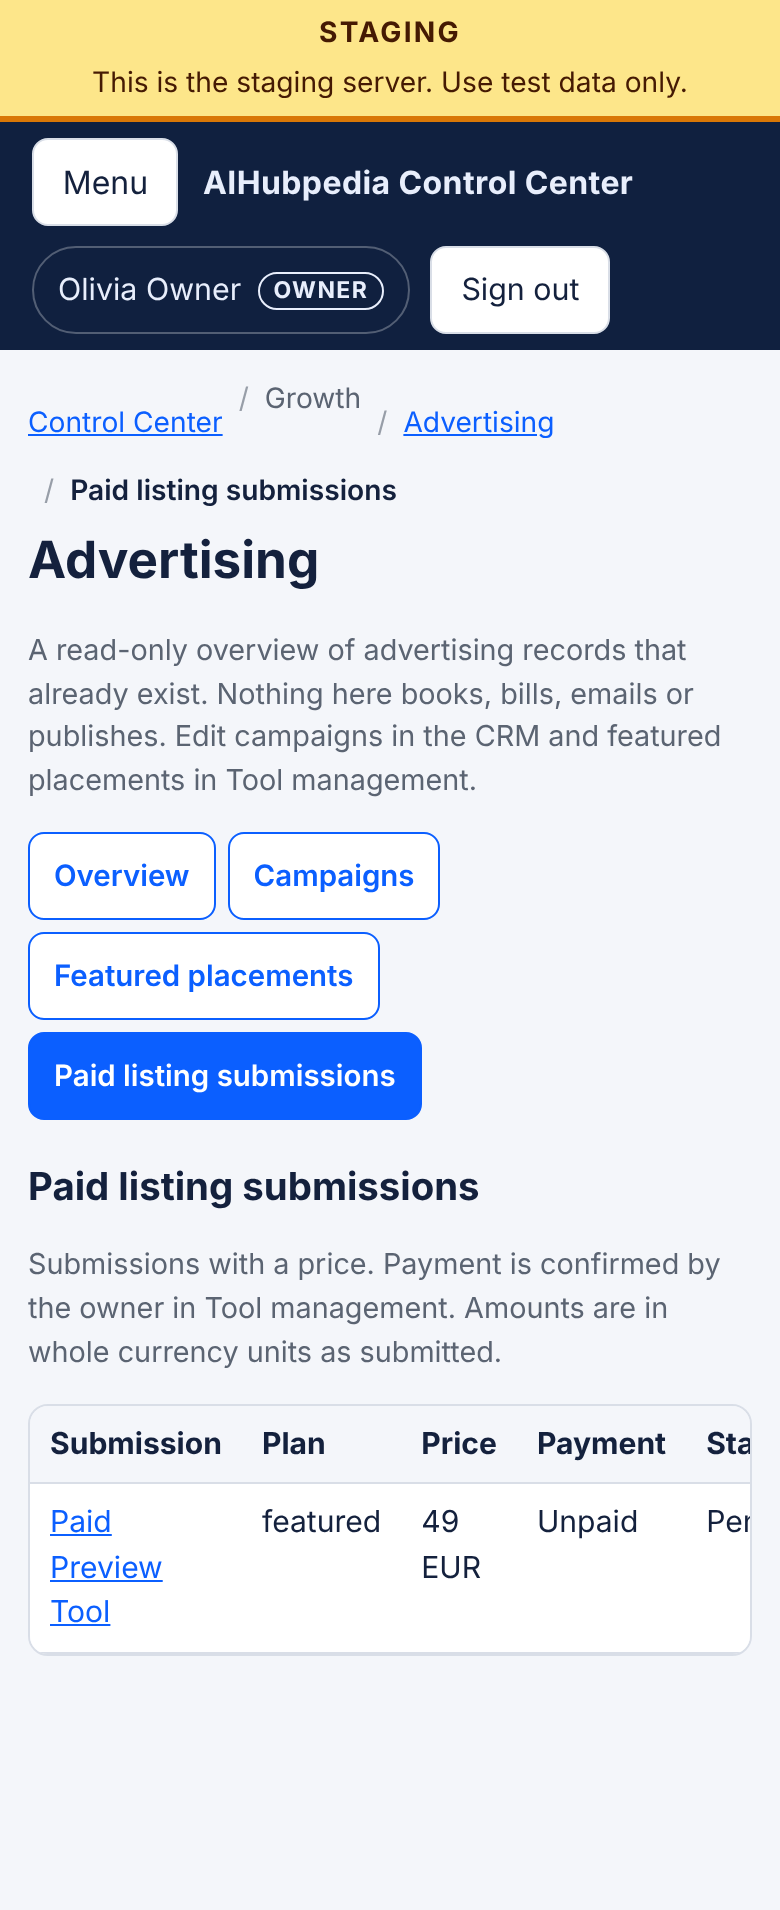 STAGING
This is the staging server. Use test data only.
Menu
AIHubpedia Control Center
Olivia Owner OWNER
Sign out
Control Center / Growth / Advertising
/ Paid listing submissions
Advertising
A read-only overview of advertising records that
already exist. Nothing here books, bills, emails or
publishes. Edit campaigns in the CRM and featured
placements in Tool management.
Overview
Campaigns
Featured placements
Paid listing submissions
Paid listing submissions
Submissions with a price. Payment is confirmed by
the owner in Tool management. Amounts are in
whole currency units as submitted.
Submission Plan Price Payment
Paid featured 49 Unpaid
Preview EUR
Tool